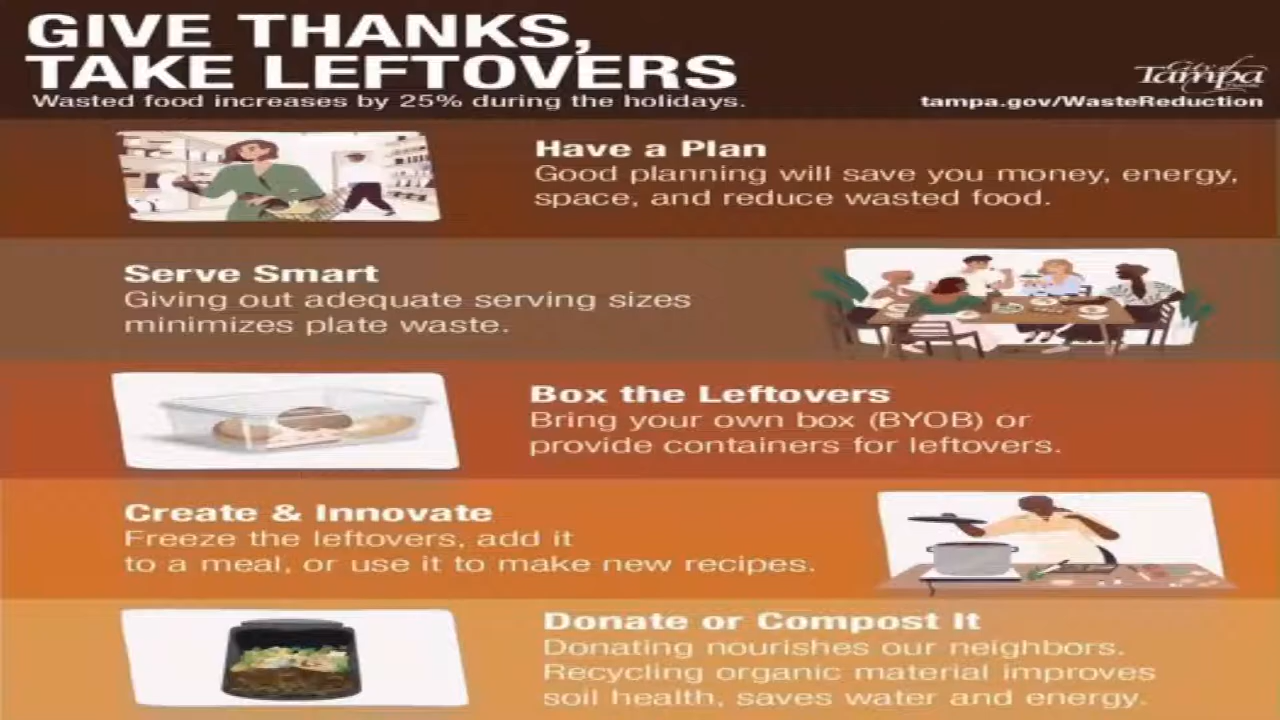 GIVE THANKS,
TAKE LEFTOVERS
Wasted food increases by 25% during the holidays.
City of
Tampa
tampa.gov/WasteReduction
Have a Plan
Good planning will save you money, energy,
space, and reduce wasted food.
Serve Smart
Giving out adequate serving sizes
minimizes plate waste.
Box the Leftovers
Bring your own box (BYOB) or
provide containers for leftovers.
Create & Innovate
Freeze the leftovers, add it
to a meal, or use it to make new recipes.
Donate or Compost It
Donating nourishes our neighbors.
Recycling organic material improves
soil health, saves water and energy.